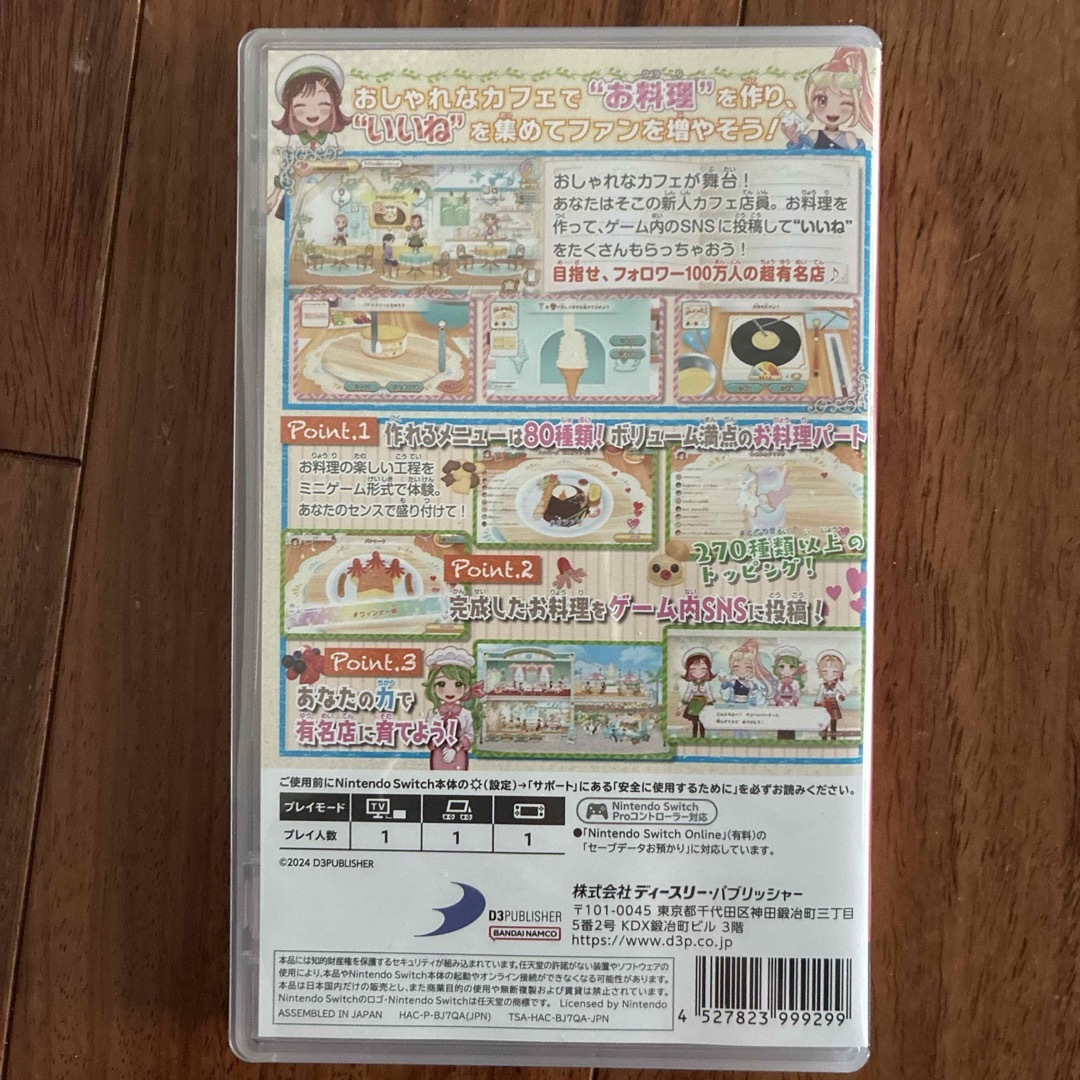 おしゃれなカフェで“お料理”を作り、
“いいね”を集めてファンを増やそう！
おしゃれなカフェが舞台！
あなたはそこの新人カフェ店員。お料理を
作って、ゲーム内のSNSに投稿して“いいね”
をたくさんもらっちゃおう！
目指せ、フォロワー100万人の超有名店♪
Point.1 作れるメニューは80種類!! ボリューム満点のお料理パート
お料理の楽しい工程を
ミニゲーム形式で体験。
あなたのセンスで盛り付けて！
270種類以上の
トッピング！
Point.2
完成したお料理をゲーム内SNSに投稿！
#ウィンナー祭
Point.3
あなたの力で
有名店に育てよう！
ご使用前にNintendo Switch本体の(設定)→「サポート」にある「安全に使用するために」を必ずお読みください。
プレイモード TV
プレイ人数 1 1 1
Nintendo Switch
Proコントローラー対応
●「Nintendo Switch Online」(有料)の
「セーブデータお預かり」に対応しています。
©2024 D3PUBLISHER
D3PUBLISHER
BANDAI NAMCO
株式会社 ディースリー・パブリッシャー
〒101-0045 東京都千代田区神田鍛冶町三丁目
5番2号 KDX鍛冶町ビル 3階
https://www.d3p.co.jp
本品には知的財産権を保護するセキュリティが組み込まれています。任天堂の許諾がない装置やソフトウェアの
使用により、本品やNintendo Switch本体の起動やオンライン接続ができなくなる可能性があります。
本品は日本国内だけの販売とし、また商業目的の使用や無断複製および賃貸は禁止されています。
Nintendo Switchのロゴ・Nintendo Switchは任天堂の商標です。 Licensed by Nintendo
ASSEMBLED IN JAPAN HAC-P-BJ7QA(JPN) TSA-HAC-BJ7QA-JPN
4 527823 999299